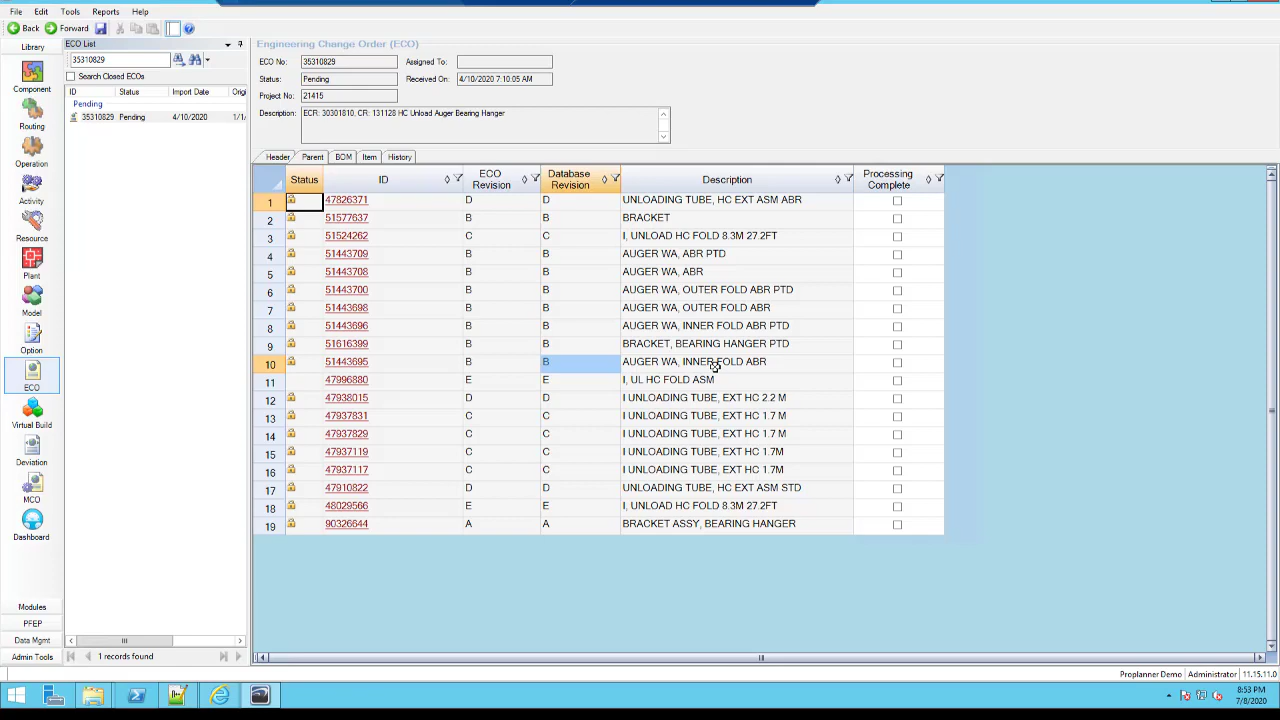 File Edit Tools Reports Help
Back Forward
Library
Component
Routing
Operation
Activity
Resource
Plant
Model
Option
ECO
Virtual Build
Deviation
MCO
Dashboard
Modules
PFEP
Data Mgmt
Admin Tools
ECO List
35310829
Search Closed ECOs
ID Status Import Date Origi
Pending
35310829 Pending 4/10/2020 1/1/
1 records found
Engineering Change Order (ECO)
ECO No: 35310829 Assigned To:
Status: Pending Received On: 4/10/2020 7:10:05 AM
Project No: 21415
Description: ECR: 30301810, CR: 131128 HC Unload Auger Bearing Hanger
Header Parent BOM Item History
Status ID ECO Revision Database Revision Description Processing Complete
1 47826371 D D UNLOADING TUBE, HC EXT ASM ABR
2 51577637 B B BRACKET
3 51524262 C C I, UNLOAD HC FOLD 8.3M 27.2FT
4 51443709 B B AUGER WA, ABR PTD
5 51443708 B B AUGER WA, ABR
6 51443700 B B AUGER WA, OUTER FOLD ABR PTD
7 51443698 B B AUGER WA, OUTER FOLD ABR
8 51443696 B B AUGER WA, INNER FOLD ABR PTD
9 51616399 B B BRACKET, BEARING HANGER PTD
10 51443695 B B AUGER WA, INNER FOLD ABR
11 47996880 E E I, UL HC FOLD ASM
12 47938015 D D I UNLOADING TUBE, EXT HC 2.2 M
13 47937831 C C I UNLOADING TUBE, EXT HC 1.7 M
14 47937829 C C I UNLOADING TUBE, EXT HC 1.7 M
15 47937119 C C I UNLOADING TUBE, EXT HC 1.7M
16 47937117 C C I UNLOADING TUBE, EXT HC 1.7M
17 47910822 D D UNLOADING TUBE, HC EXT ASM STD
18 48029566 E E I, UNLOAD HC FOLD 8.3M 27.2FT
19 90326644 A A BRACKET ASSY, BEARING HANGER
Proplanner Demo Administrator 11.15.11.0
8:53 PM
7/8/2020